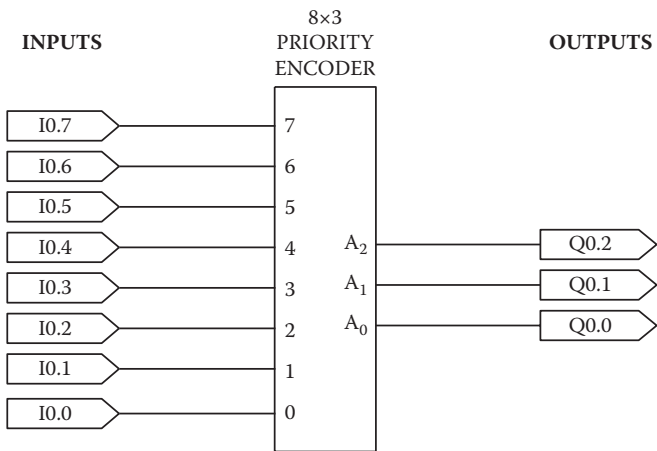 INPUTS
8×3
PRIORITY
ENCODER
OUTPUTS
I0.7
7
I0.6
6
I0.5
5
I0.4
4
A₂
Q0.2
I0.3
3
A₁
Q0.1
I0.2
2
A₀
Q0.0
I0.1
1
I0.0
0